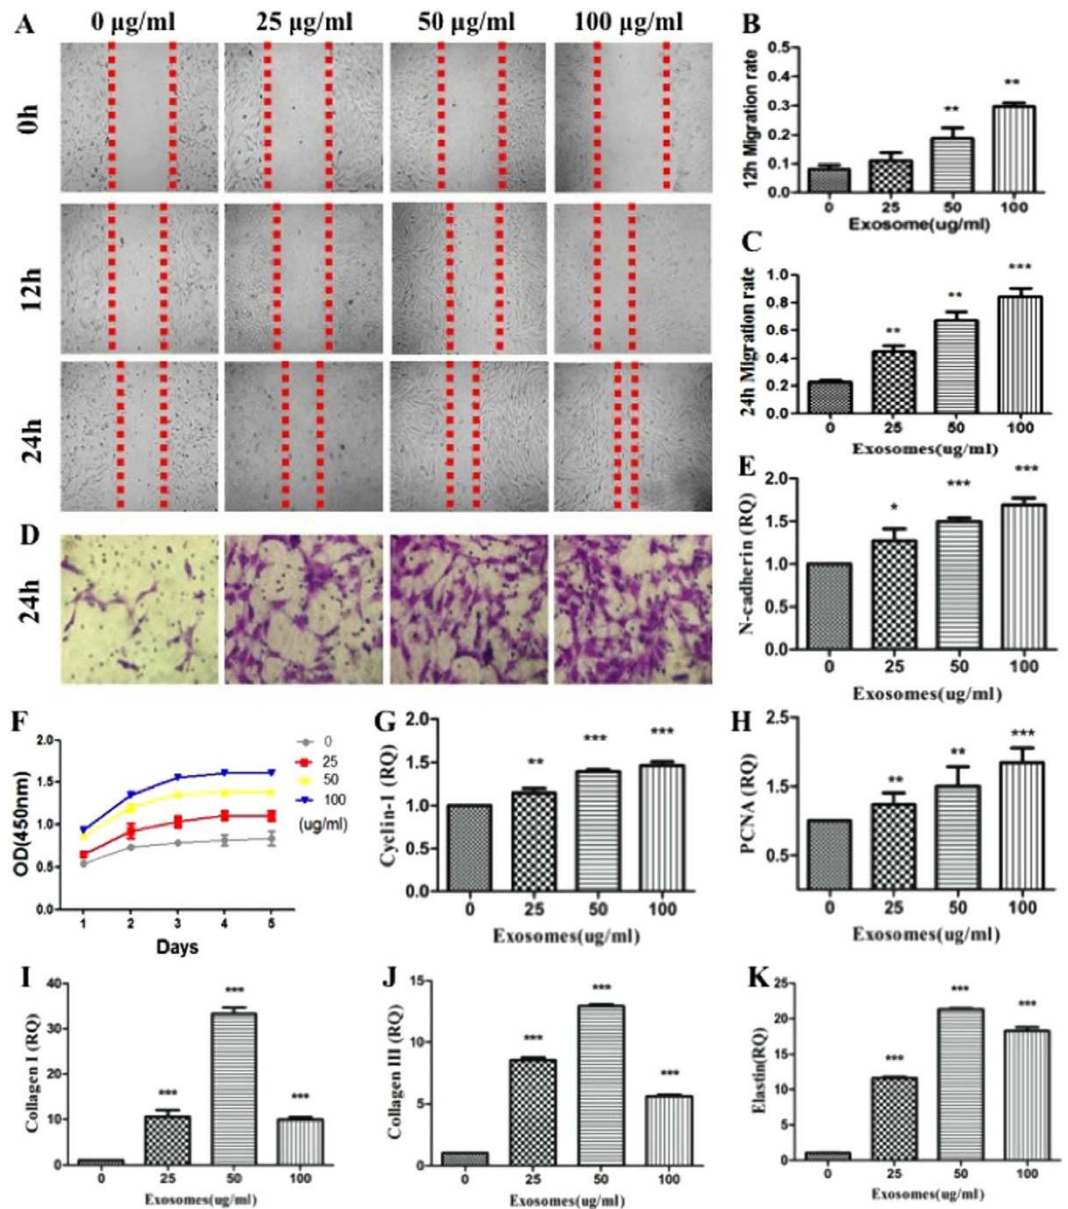 A
0 µg/ml
25 µg/ml
50 µg/ml
100 µg/ml
0h
12h
24h
B
12h Migration rate
0.5
0.4
0.3
0.2
0.1
0.0
**
**
0
25
50
100
Exosome(ug/ml)
C
24h Migration rate
1.0
0.8
0.6
0.4
0.2
0.0
**
**
***
0
25
50
100
Exosomes(ug/ml)
D
24h
E
N-cadherin (RQ)
2.0
1.5
1.0
0.5
0.0
*
***
***
0
25
50
100
Exosomes(ug/ml)
F
OD(450nm)
2.0
1.5
1.0
0.5
0.0
1
2
3
4
5
Days
0
25
50
100
(ug/ml)
G
Cyclin-1 (RQ)
2.0
1.5
1.0
0.5
0.0
**
***
***
0
25
50
100
Exosomes(ug/ml)
H
PCNA (RQ)
2.5
1.5
0.5
**
**
***
0
25
50
100
Exosomes(ug/ml)
I
Collagen I (RQ)
40
30
20
10
0
***
***
***
0
25
50
100
Exosomes(ug/ml)
J
Collagen III (RQ)
15
10
5
0
***
***
***
0
25
50
100
Exosomes(ug/ml)
K
Elastin(RQ)
25
20
15
10
5
0
***
***
***
0
25
50
100
Exosomes(ug/ml)